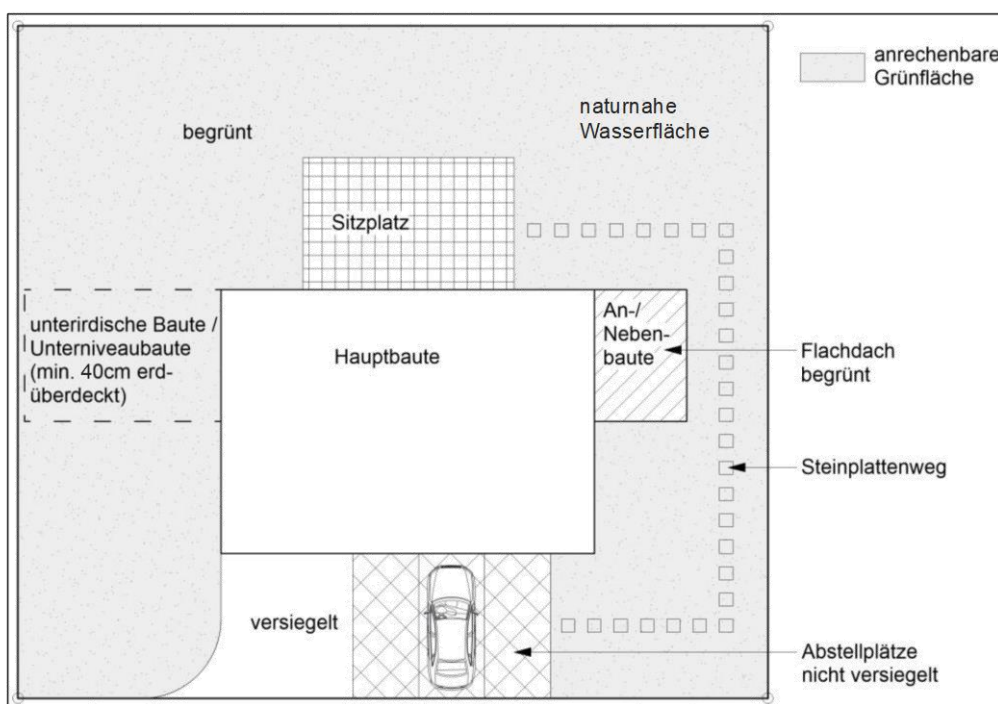 anrechenbare
Grünfläche
naturnahe
Wasserfläche
begrünt
Sitzplatz
unterirdische Baute /
Unterniveaubaute
(min. 40cm erd-
überdeckt)
Hauptbaute
An-/
Neben-
baute
Flachdach
begrünt
Steinplattenweg
versiegelt
Abstellplätze
nicht versiegelt